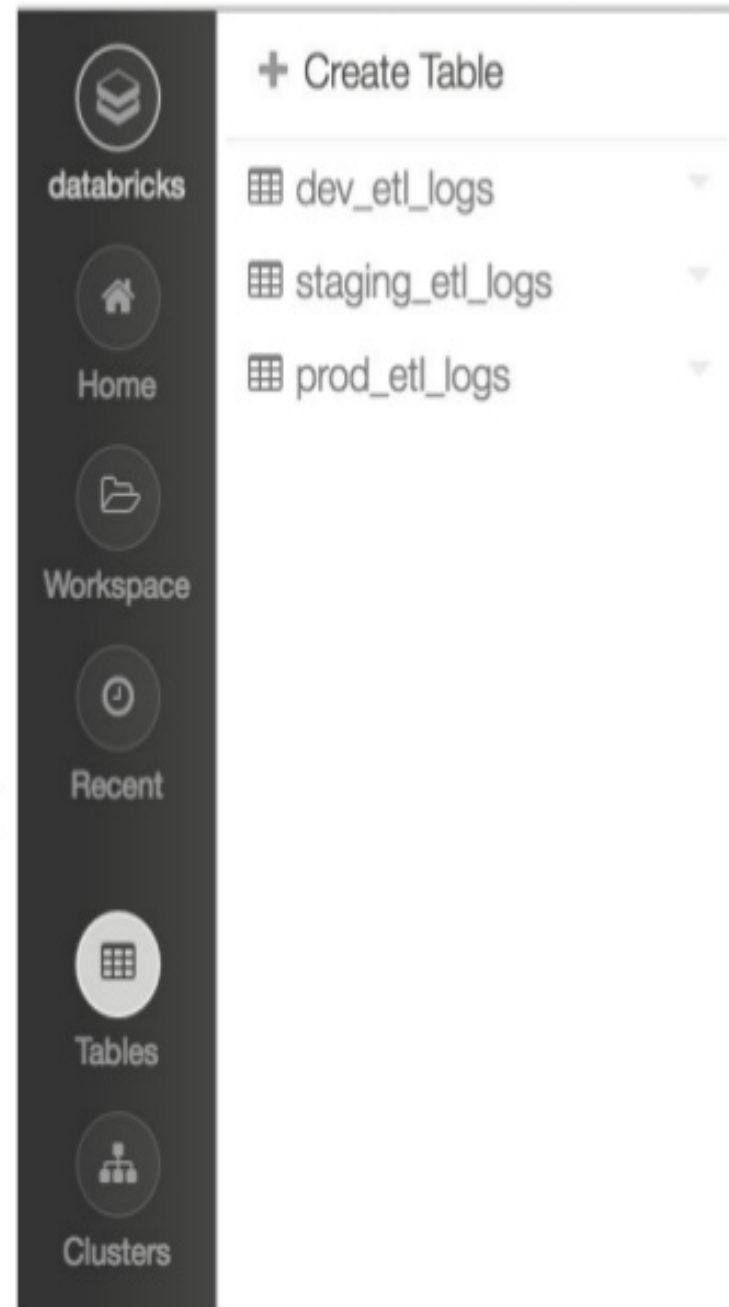 databricks
Home
Workspace
Recent
Tables
Clusters
Create Table
dev_etl_logs
staging_etl_logs
prod_etl_logs